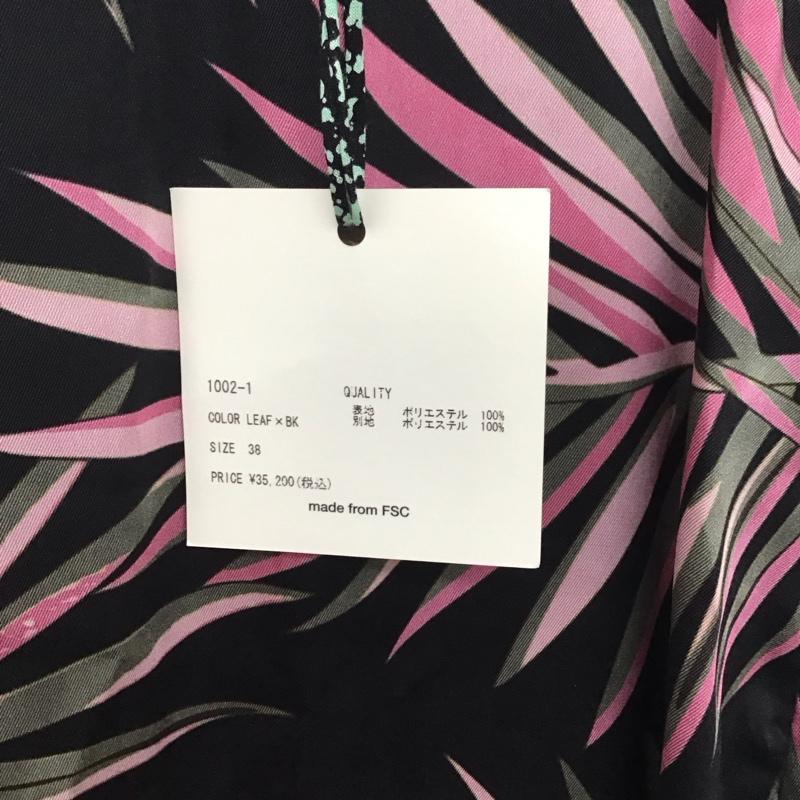 1002-1
COLOR LEAF×BK
SIZE 38
PRICE ¥35,200(税込)
QUALITY
表地 ポリエステル 100%
別地 ポリエステル 100%
made from FSC